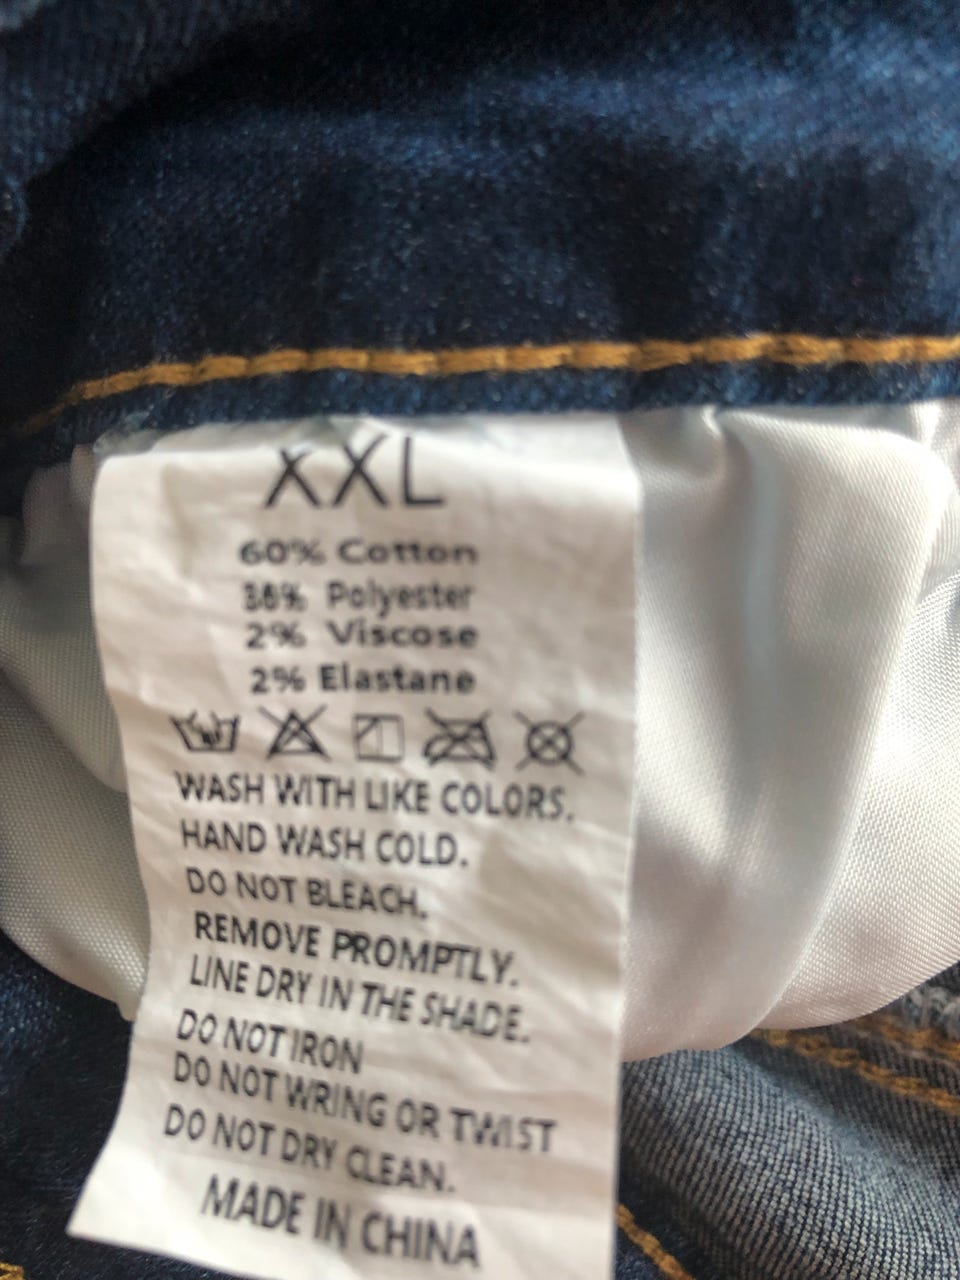 XXL
60% Cotton
36% Polyester
2% Viscose
2% Elastane
WASH WITH LIKE COLORS.
HAND WASH COLD.
DO NOT BLEACH.
REMOVE PROMPTLY.
LINE DRY IN THE SHADE.
DO NOT IRON
DO NOT WRING OR TWIST
DO NOT DRY CLEAN.
MADE IN CHINA